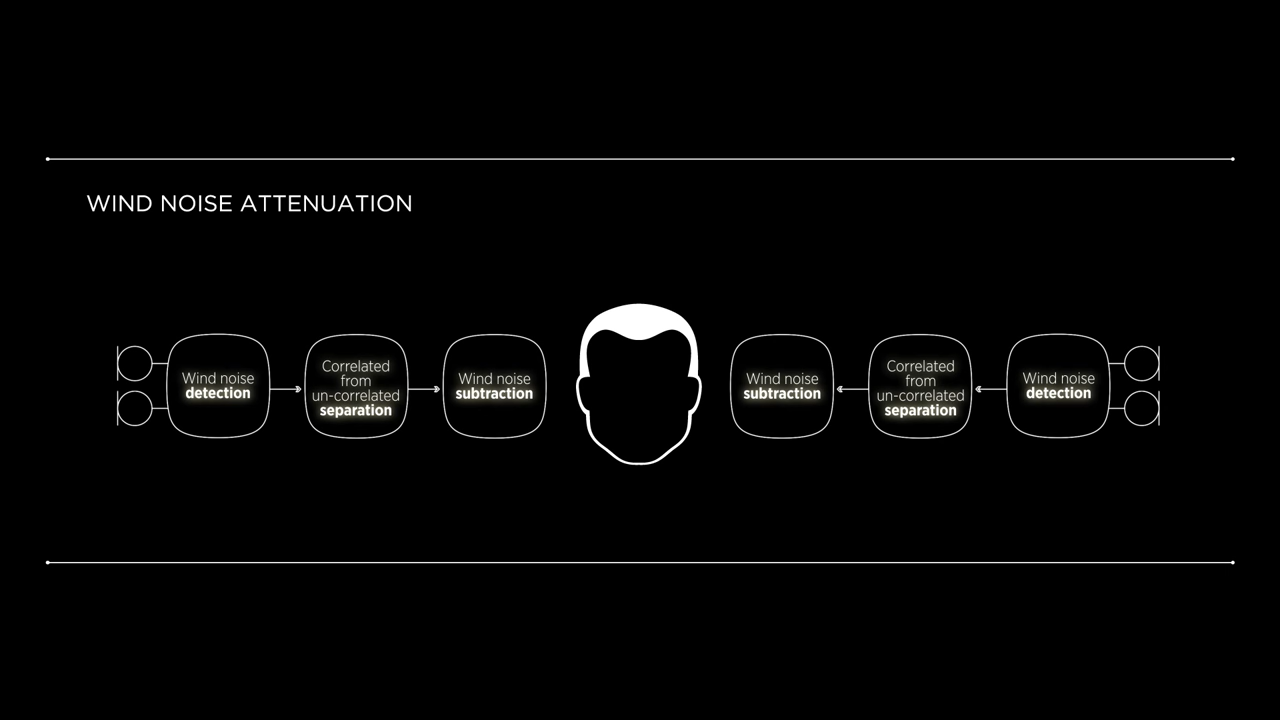 WIND NOISE ATTENUATION
Wind noise
detection
Correlated
from
un-correlated
separation
Wind noise
subtraction
Wind noise
subtraction
Correlated
from
un-correlated
separation
Wind noise
detection